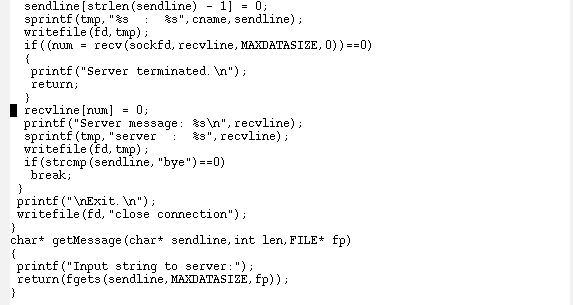 sendline[strlen(sendline) - 1] = 0;
sprintf(tmp,"%s  :  %s",cname,sendline);
writefile(fd,tmp);
if((num = recv(sockfd,recvline,MAXDATASIZE,0))==0)
{
printf("Server terminated.\n");
return;
}
recvline[num] = 0;
printf("Server message: %s\n",recvline);
sprintf(tmp,"server  :  %s",recvline);
writefile(fd,tmp);
if(strcmp(sendline,"bye")==0)
break;
}
printf("\nExit.\n");
writefile(fd,"close connection");
}
char* getMessage(char* sendline,int len,FILE* fp)
{
printf("Input string to server:");
return(fgets(sendline,MAXDATASIZE,fp));
}